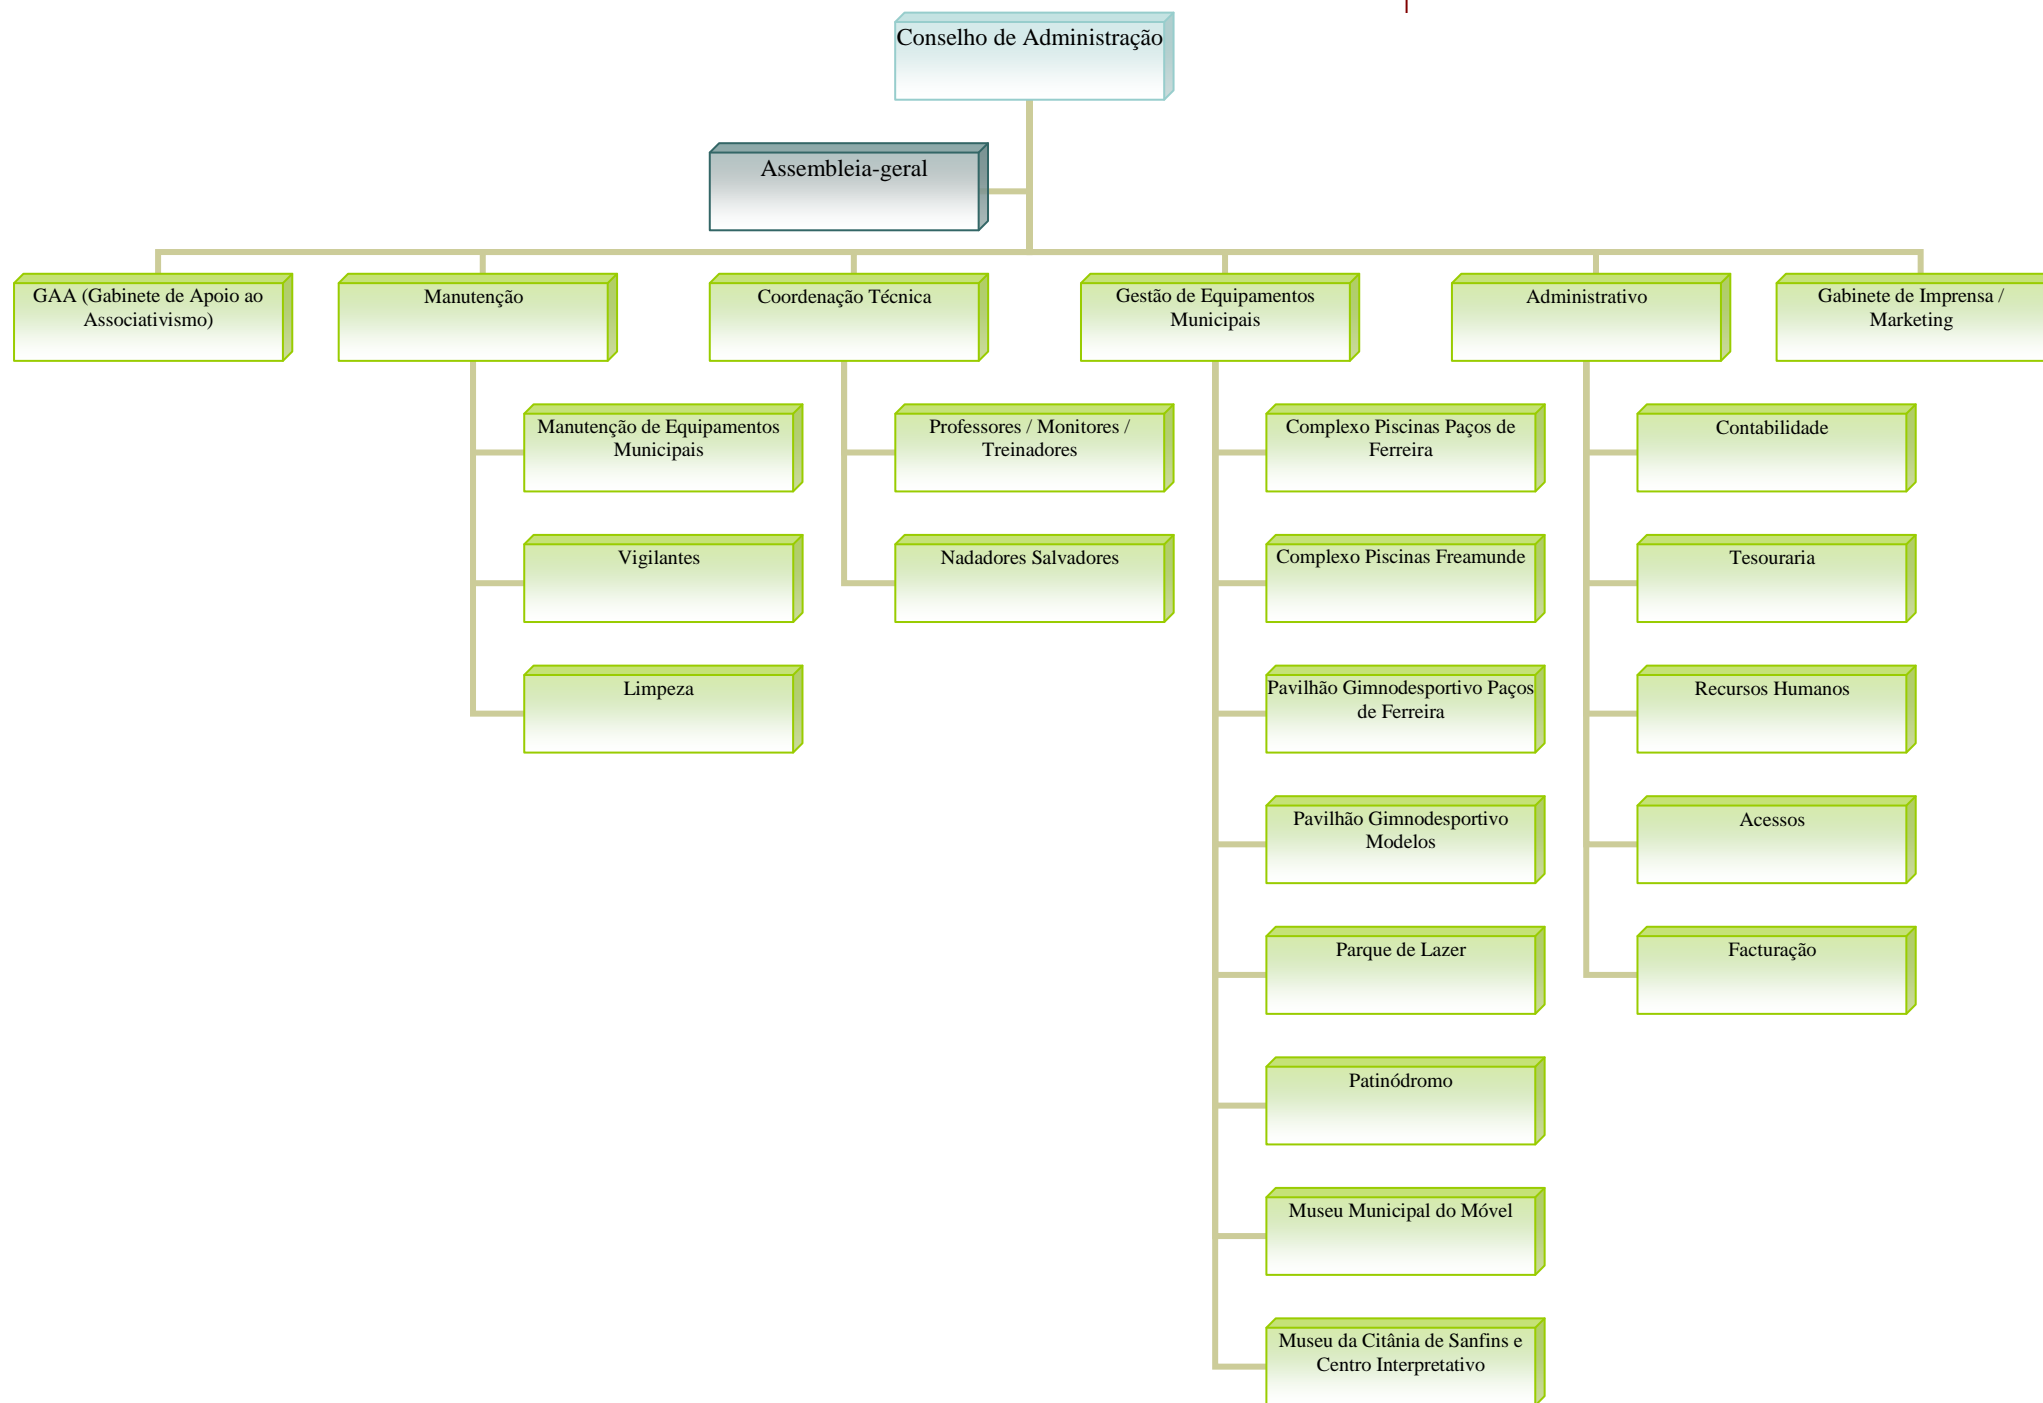 Conselho de Administração
Assembleia-geral
GAA (Gabinete de Apoio ao
Associativismo)
Manutenção
Coordenação Técnica
Gestão de Equipamentos
Municipais
Administrativo
Gabinete de Imprensa /
Marketing
Manutenção de Equipamentos
Municipais
Professores / Monitores /
Treinadores
Complexo Piscinas Paços de
Ferreira
Contabilidade
Vigilantes
Nadadores Salvadores
Complexo Piscinas Freamunde
Tesouraria
Limpeza
Pavilhão Gimnodesportivo Paços
de Ferreira
Recursos Humanos
Pavilhão Gimnodesportivo
Modelos
Acessos
Parque de Lazer
Facturação
Patinódromo
Museu Municipal do Móvel
Museu da Citânia de Sanfins e
Centro Interpretativo